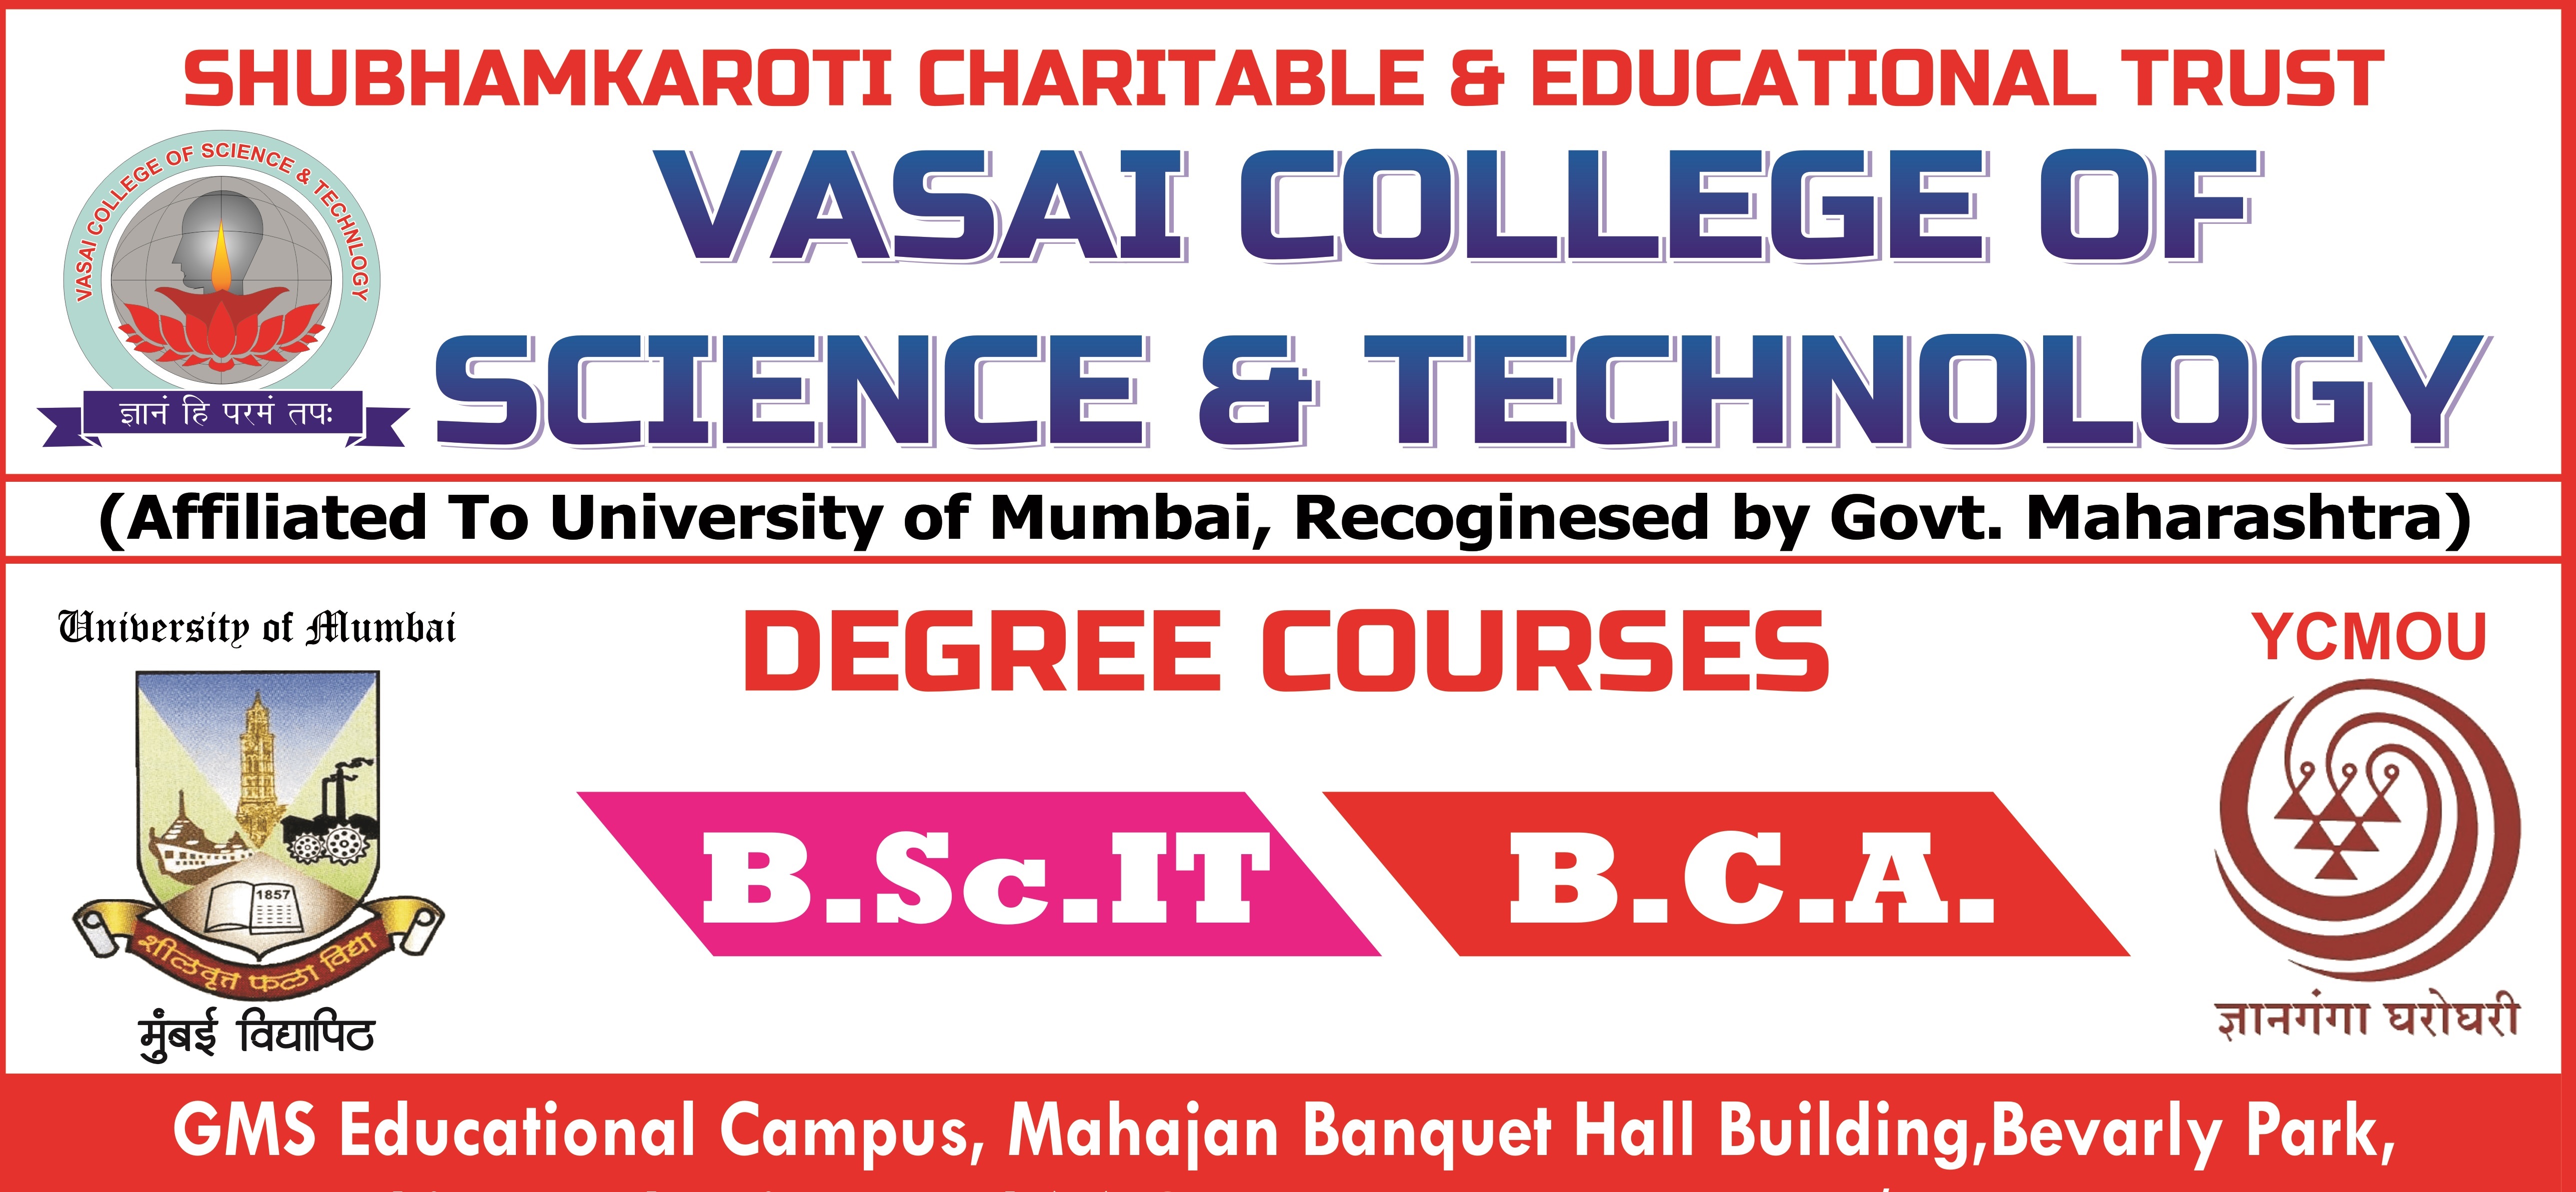 SHUBHAMKAROTI CHARITABLE & EDUCATIONAL TRUST
VASAI COLLEGE OF SCIENCE & TECHNLOGY
ज्ञानं हि परमं तपः
VASAI COLLEGE OF
SCIENCE & TECHNOLOGY
(Affiliated To University of Mumbai, Recoginesed by Govt. Maharashtra)
University of Mumbai
1857
शीलवृत्त फला विद्या
मुंबई विद्यापिठ
DEGREE COURSES
B.Sc.IT
B.C.A.
YCMOU
ज्ञानगंगा घरोघरी
GMS Educational Campus, Mahajan Banquet Hall Building,Bevarly Park,